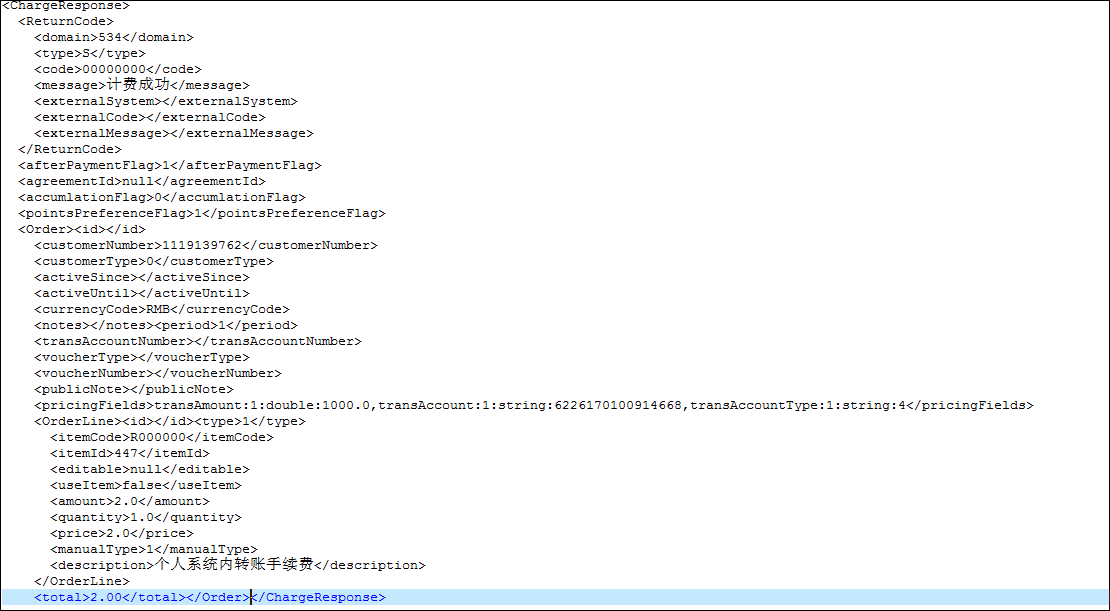 <ChargeResponse>
<ReturnCode>
<domain>534</domain>
<type>S</type>
<code>00000000</code>
<message>计费成功</message>
<externalSystem></externalSystem>
<externalCode></externalCode>
<externalMessage></externalMessage>
</ReturnCode>
<afterPaymentFlag>1</afterPaymentFlag>
<agreementId>null</agreementId>
<accumlationFlag>0</accumlationFlag>
<pointsPreferenceFlag>1</pointsPreferenceFlag>
<Order><id></id>
<customerNumber>1119139762</customerNumber>
<customerType>0</customerType>
<activeSince></activeSince>
<activeUntil></activeUntil>
<currencyCode>RMB</currencyCode>
<notes></notes><period>1</period>
<transAccountNumber></transAccountNumber>
<voucherType></voucherType>
<voucherNumber></voucherNumber>
<publicNote></publicNote>
<pricingFields>transAmount:1:double:1000.0,transAccount:1:string:6226170100914668,transAccountType:1:string:4</pricingFields>
<OrderLine><id></id><type>1</type>
<itemCode>R000000</itemCode>
<itemId>447</itemId>
<editable>null</editable>
<useItem>false</useItem>
<amount>2.0</amount>
<quantity>1.0</quantity>
<price>2.0</price>
<manualType>1</manualType>
<description>个人系统内转账手续费</description>
</OrderLine>
<total>2.00</total></Order></ChargeResponse>